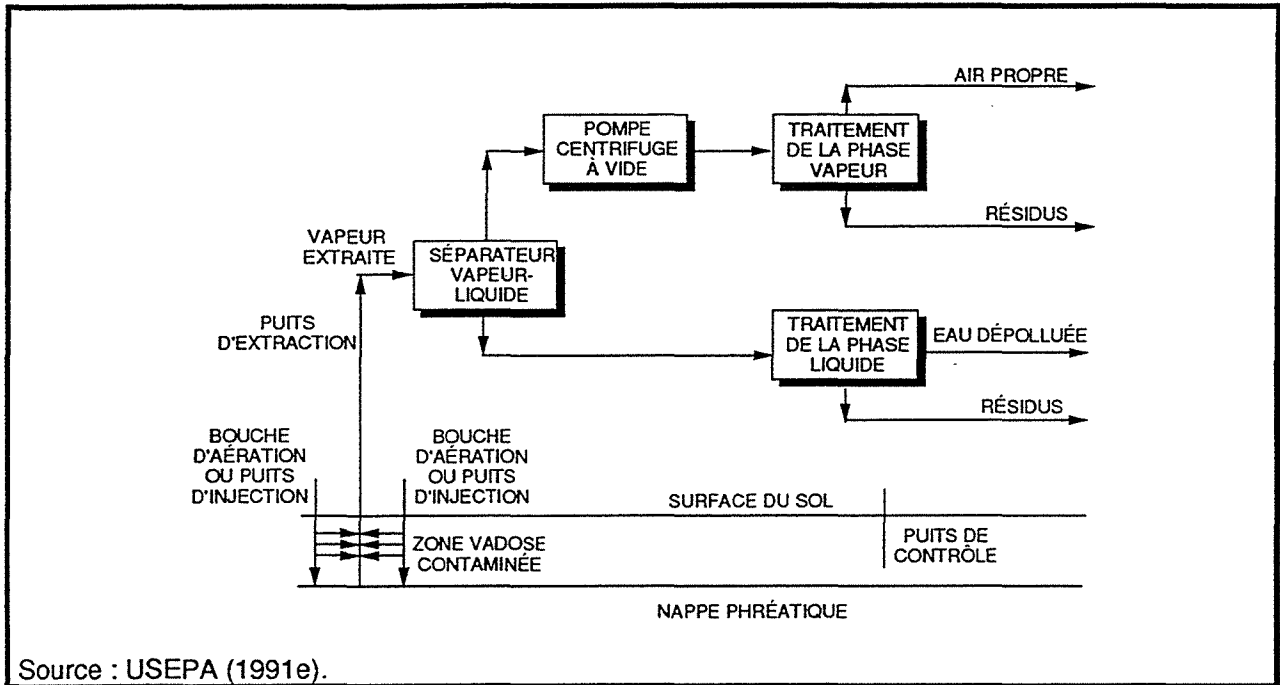 AIR PROPRE
POMPE
CENTRIFUGE
À VIDE
TRAITEMENT
DE LA PHASE
VAPEUR
RÉSIDUS
VAPEUR
EXTRAITE
SÉPARATEUR
VAPEUR-
LIQUIDE
PUITS
D'EXTRACTION
TRAITEMENT
DE LA PHASE
LIQUIDE
EAU DÉPOLLUÉE
RÉSIDUS
BOUCHE
D'AÉRATION
OU PUITS
D'INJECTION
BOUCHE
D'AÉRATION
OU PUITS
D'INJECTION
SURFACE DU SOL
ZONE VADOSE
CONTAMINÉE
PUITS DE
CONTRÔLE
NAPPE PHRÉATIQUE
Source : USEPA (1991e).